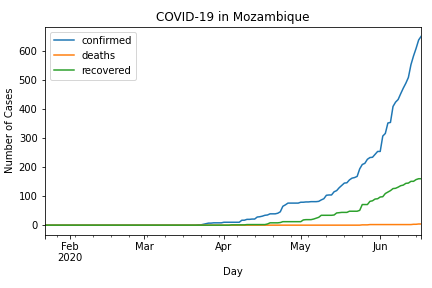 COVID-19 in Mozambique
confirmed
deaths
recovered
Number of Cases
600
500
400
300
200
100
0
Feb
2020
Mar
Apr
May
Jun
Day